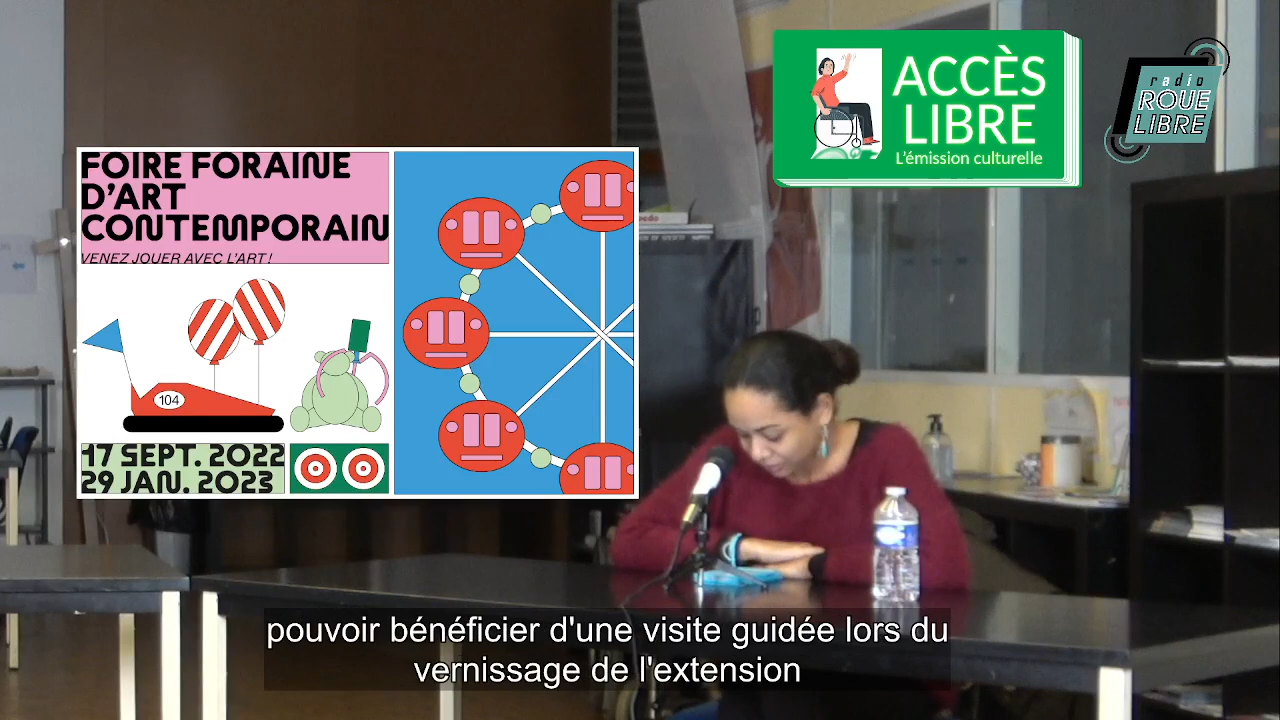 FOIRE FORAINE
D'ART
CONTEMPORAIN
VENEZ JOUER AVEC L'ART !
104
17 SEPT. 2022
29 JAN. 2023
ACCÈS
LIBRE
L'émission culturelle
radio
ROUE
LIBRE
pouvoir bénéficier d'une visite guidée lors du
vernissage de l'extension